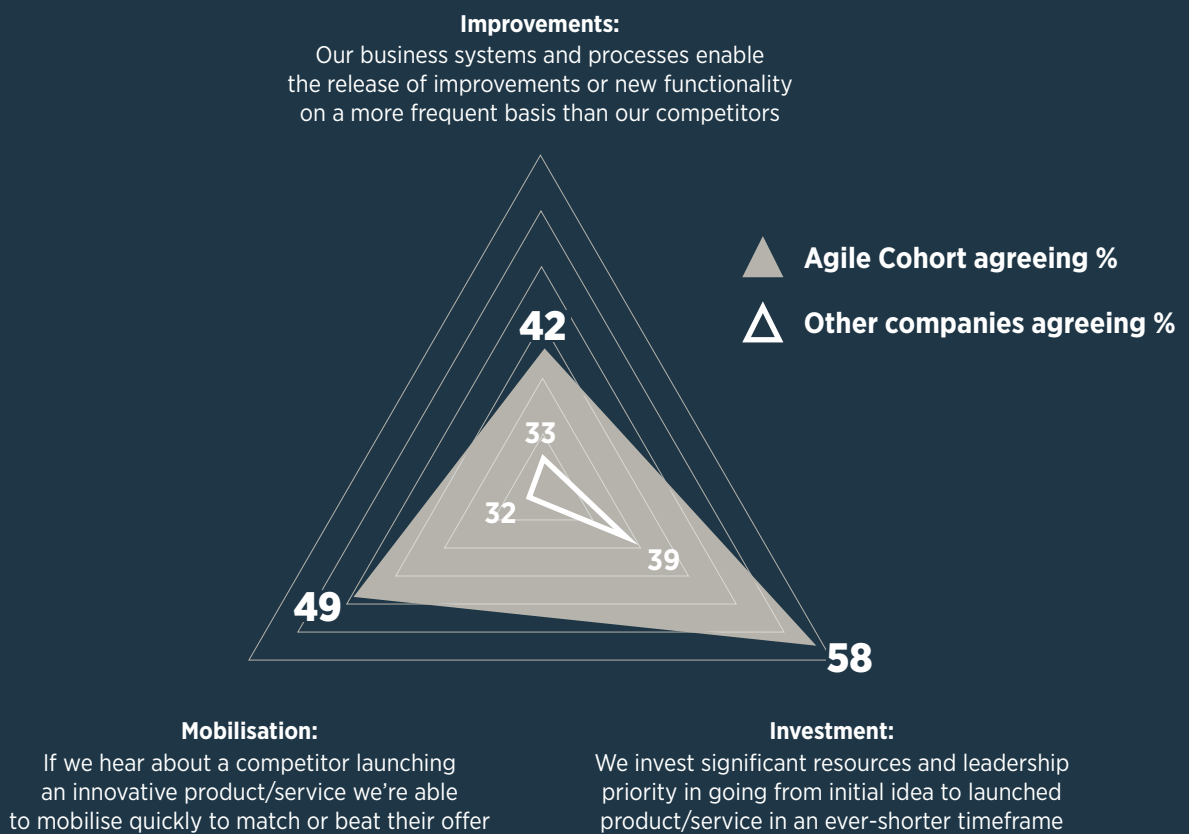 Improvements:
Our business systems and processes enable
the release of improvements or new functionality
on a more frequent basis than our competitors
Agile Cohort agreeing %
Other companies agreeing %
42
33
32
39
49
58
Mobilisation:
If we hear about a competitor launching
an innovative product/service we’re able
to mobilise quickly to match or beat their offer
Investment:
We invest significant resources and leadership
priority in going from initial idea to launched
product/service in an ever-shorter timeframe